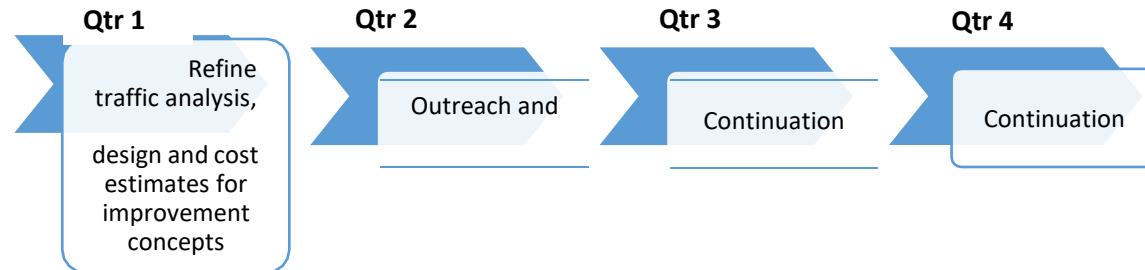 Qtr 1
Refine
traffic analysis,
design and cost
estimates for
improvement
concepts
Qtr 2
Outreach and
Qtr 3
Continuation
Qtr 4
Continuation